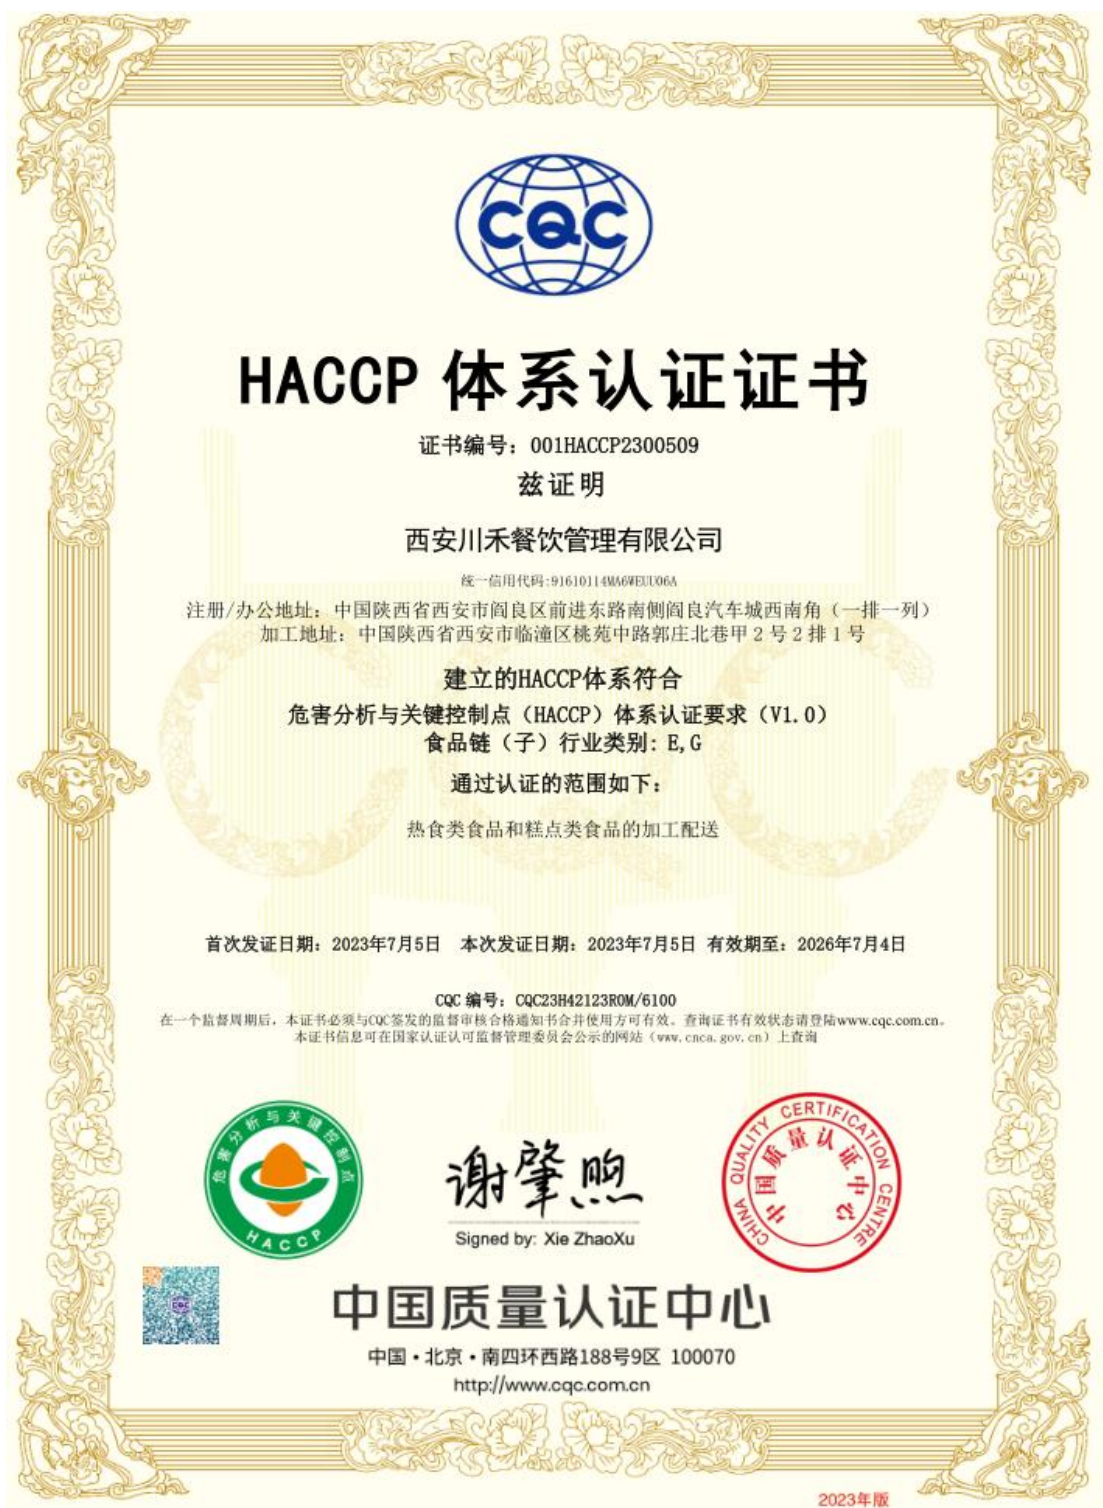 CQC
HACCP 体系认证证书
证书编号：001HACCP2300509
兹证明
西安川禾餐饮管理有限公司
统一信用代码:91610114MA6WEUU06A
注册/办公地址：中国陕西省西安市阎良区前进东路南侧阎良汽车城西南角（一排一列）
加工地址：中国陕西省西安市临潼区桃苑中路郭庄北巷甲2号2排1号
建立的HACCP体系符合
危害分析与关键控制点（HACCP）体系认证要求（V1.0）
食品链（子）行业类别: E,G
通过认证的范围如下：
热食类食品和糕点类食品的加工配送
首次发证日期：2023年7月5日 本次发证日期：2023年7月5日 有效期至：2026年7月4日
CQC 编号：CQC23H42123R0M/6100
在一个监督周期后，本证书必须与CQC签发的监督审核合格通知书合并使用方可有效。查询证书有效状态请登陆www.cqc.com.cn。
本证书信息可在国家认证认可监督管理委员会公示的网站（www.cnca.gov.cn）上查询
危害分析与关键控制点
HACCP
谢肇煦
Signed by: Xie ZhaoXu
CHINA QUALITY CERTIFICATION CENTRE
中国质量认证中心
CQC
中国质量认证中心
中国·北京·南四环西路188号9区 100070
http://www.cqc.com.cn
2023年版